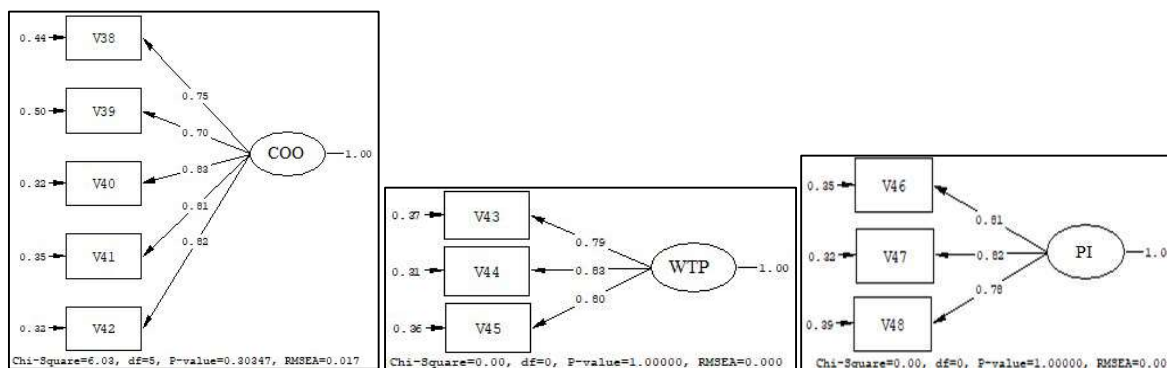 0.44 V38
0.75
0.50 V39
0.70
COO 1.00
0.32 V40
0.83
0.81
0.35 V41
0.82
0.32 V42
Chi-Square=6.03, df=5, P-value=0.30347, RMSEA=0.017
0.37 V43
0.79
0.31 V44
0.83
WTP 1.00
0.80
0.36 V45
Chi-Square=0.00, df=0, P-value=1.00000, RMSEA=0.000
0.35 V46
0.81
0.32 V47
0.82
PI 1.0
0.78
0.39 V48
Chi-Square=0.00, df=0, P-value=1.00000, RMSEA=0.00